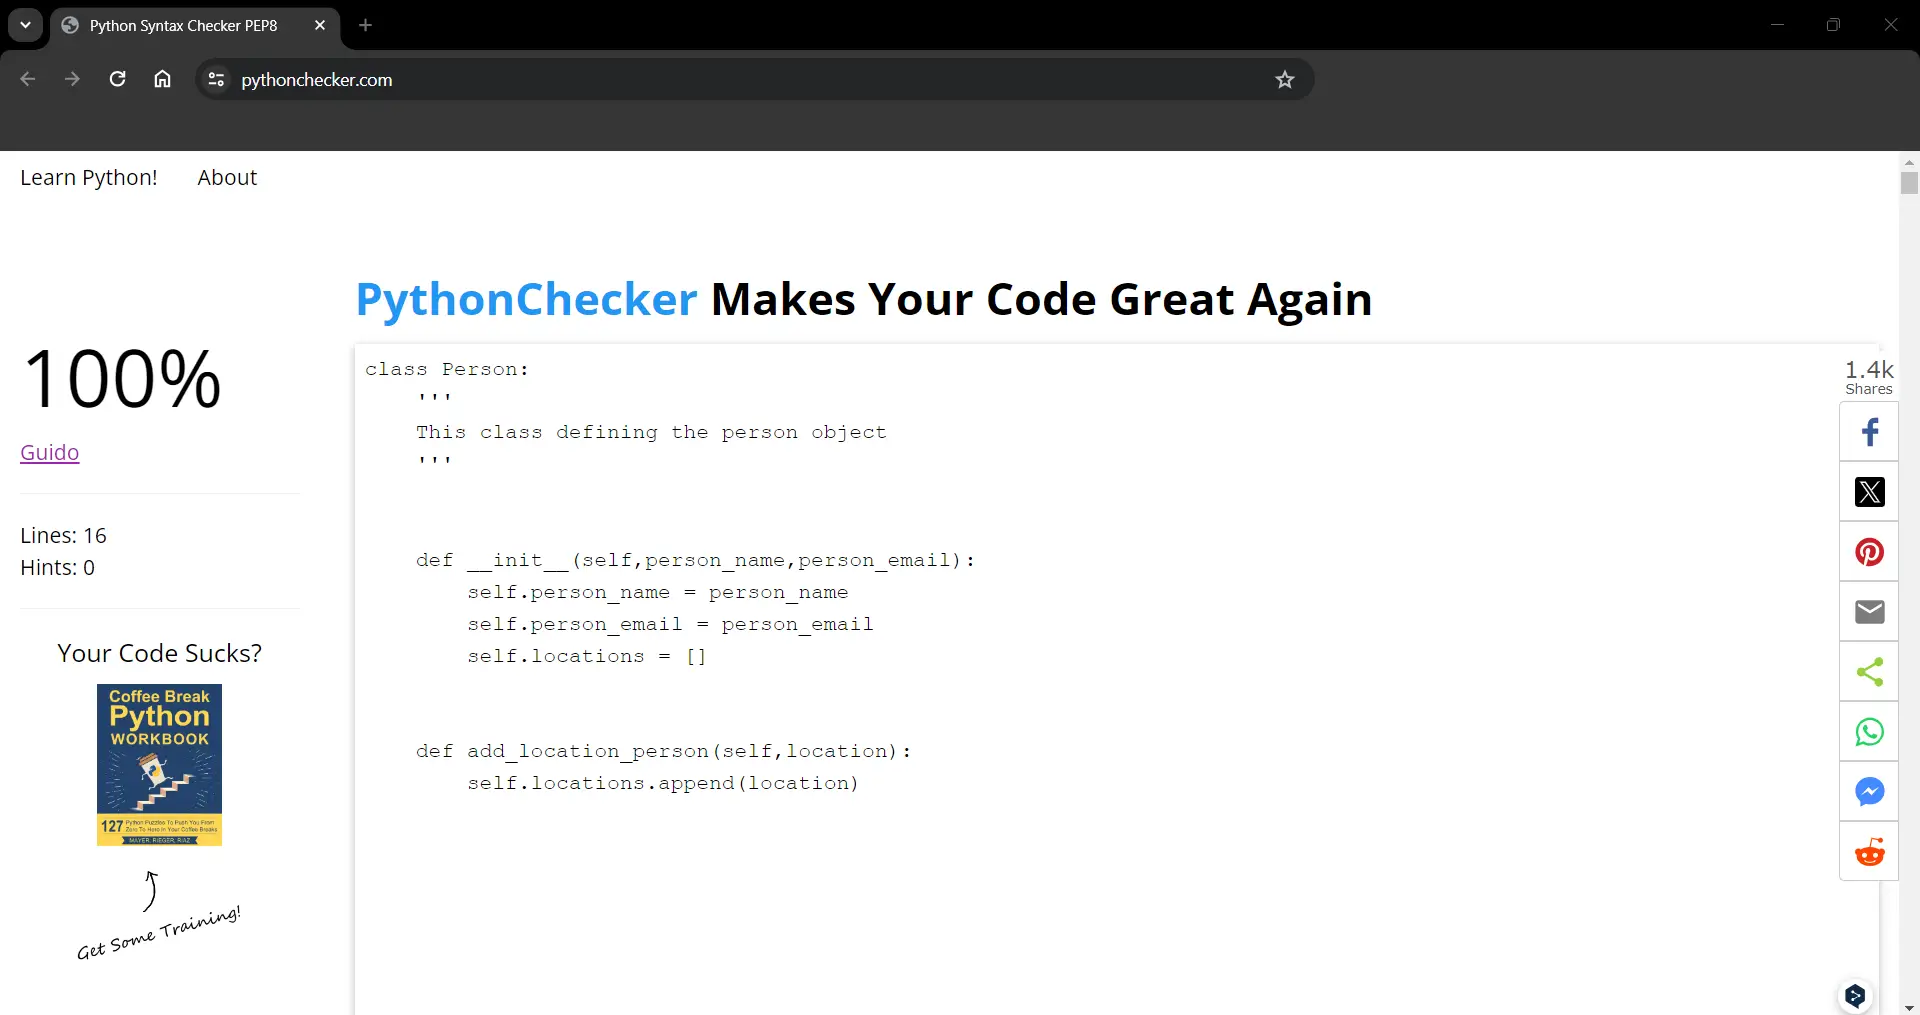 Python Syntax Checker PEP8
pythonchecker.com
Learn Python! About
PythonChecker Makes Your Code Great Again
100%
Guido
Lines: 16
Hints: 0
Your Code Sucks?
Coffee Break
Python
WORKBOOK
127 Python Puzzles To Push You From
Zero To Hero In Your Coffee Breaks
MAYER, RIEGER, RIAZ
Get Some Training!
class Person:
    '''
    This class defining the person object
    '''
    def __init__(self,person_name,person_email):
        self.person_name = person_name
        self.person_email = person_email
        self.locations = []
    def add_location_person(self,location):
        self.locations.append(location)
1.4k
Shares